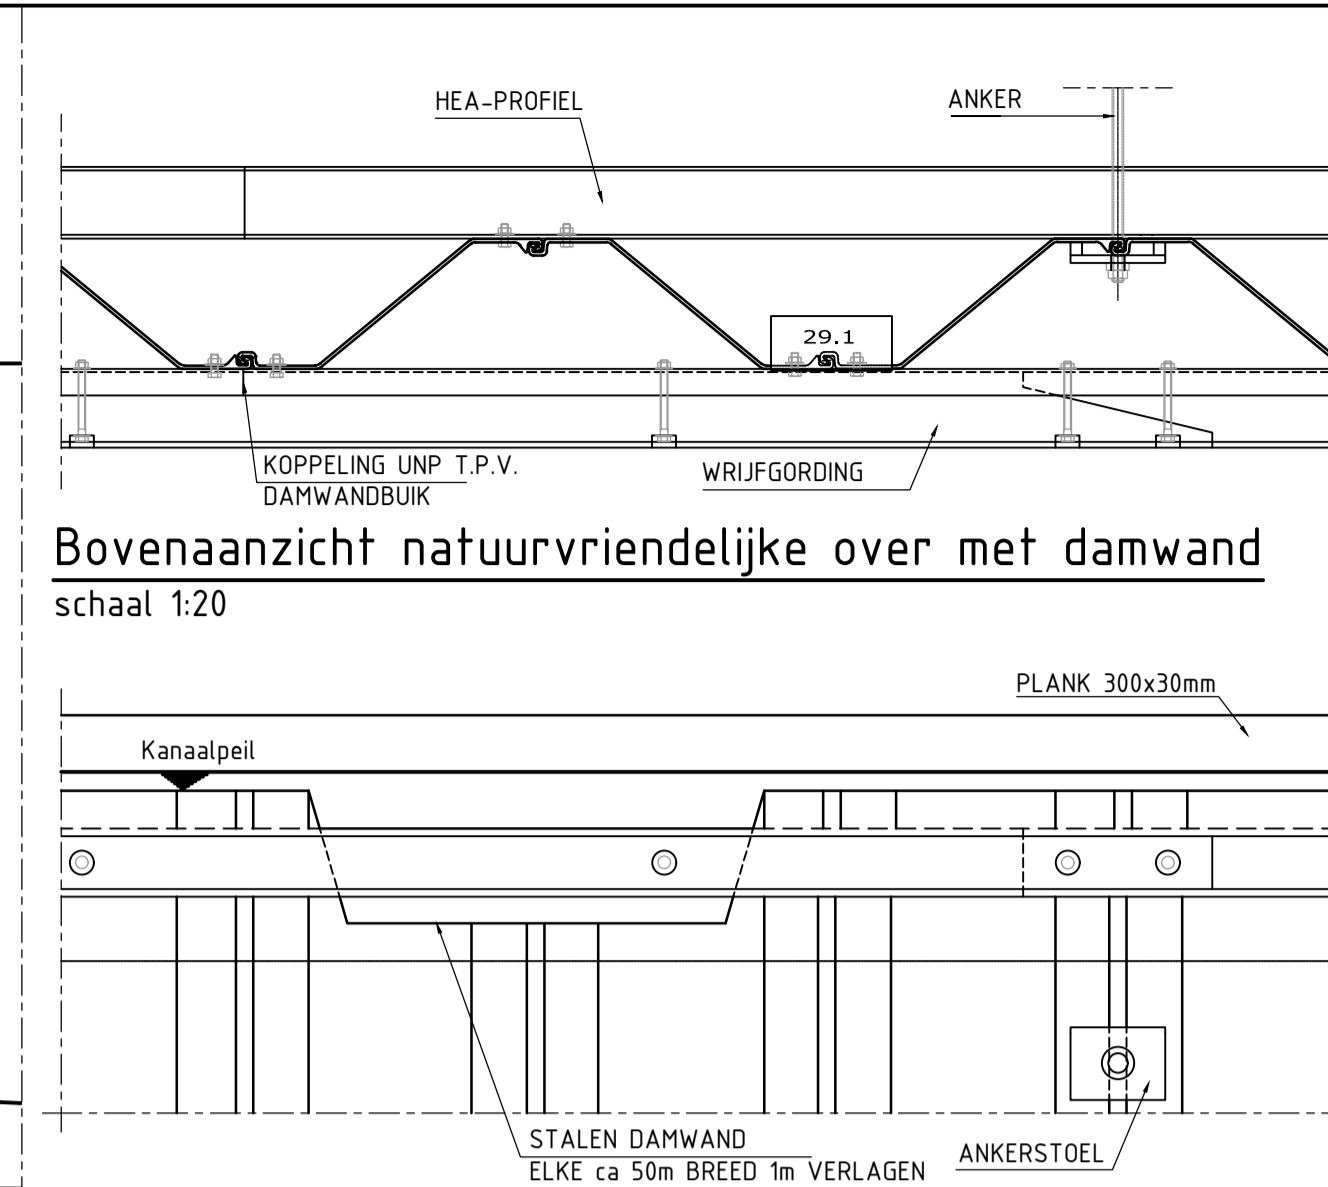 HEA-PROFIEL
ANKER
29.1
KOPPELING UNP T.P.V.
DAMWANDBUIK
WRIJFGORDING
Bovenaanzicht natuurvriendelijke over met damwand
schaal 1:20
PLANK 300x30mm
Kanaalpeil
STALEN DAMWAND
ELKE ca 50m BREED 1m VERLAGEN
ANKERSTOEL